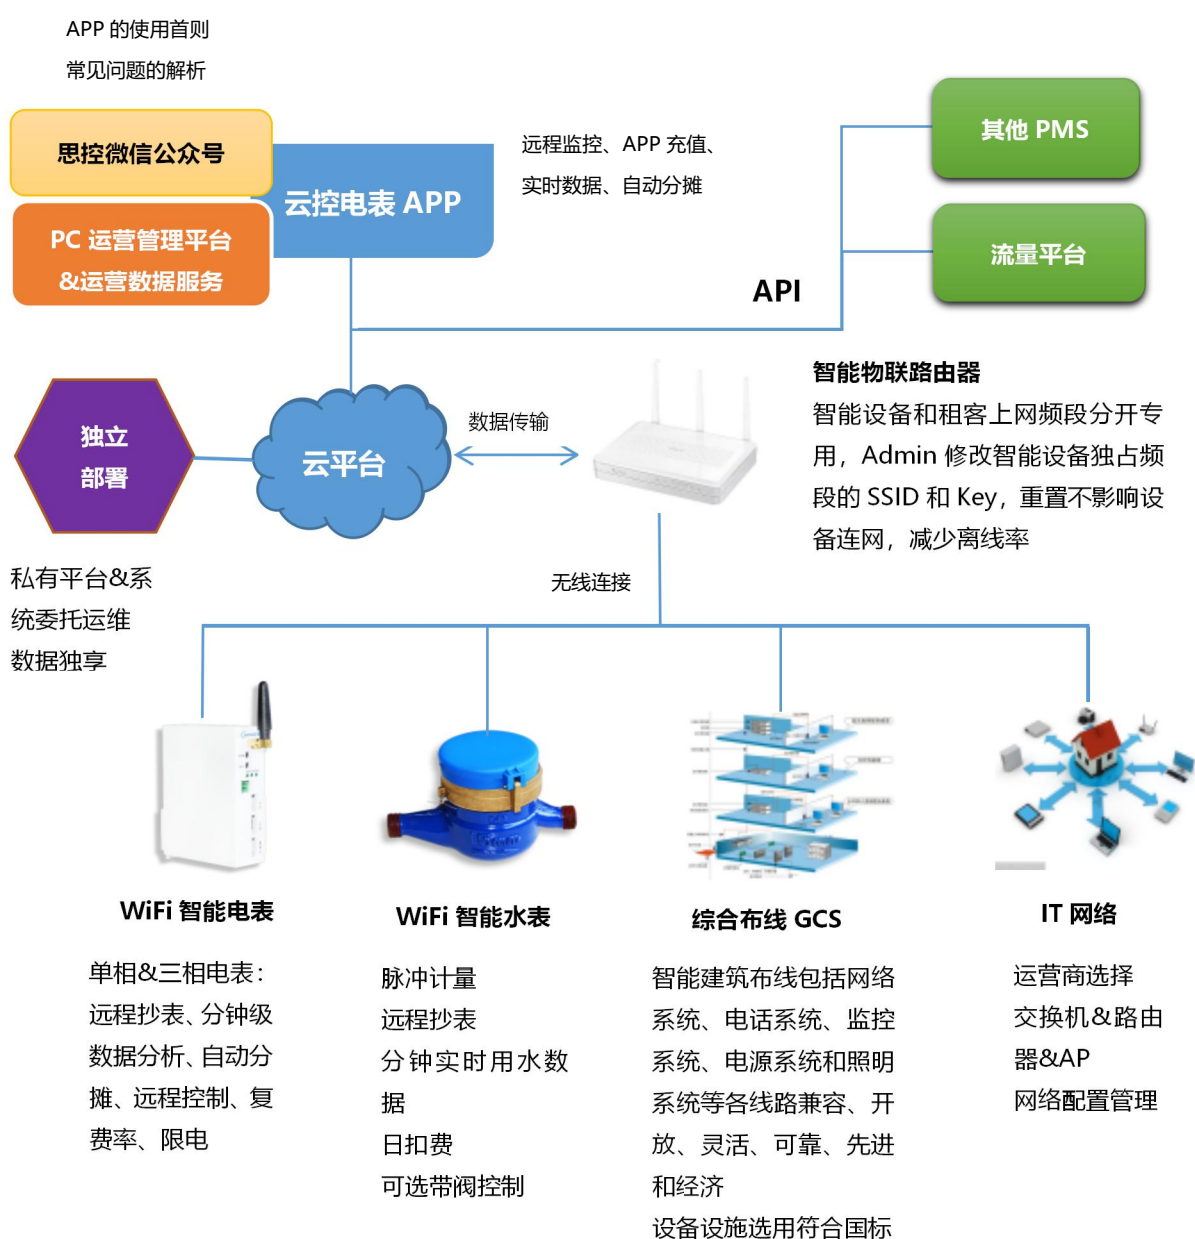 APP 的使用首则
常见问题的解析
思控微信公众号
PC 运营管理平台
&运营数据服务
云控电表 APP
远程监控、APP 充值、
实时数据、自动分摊
其他 PMS
流量平台
API
独立
部署
云平台
数据传输
智能物联路由器
智能设备和租客上网频段分开专
用，Admin 修改智能设备独占频
段的 SSID 和 Key，重置不影响设
备连网，减少离线率
私有平台&系
统委托运维
数据独享
无线连接
WiFi 智能电表
单相&三相电表：
远程抄表、分钟级
数据分析、自动分
摊、远程控制、复
费率、限电
WiFi 智能水表
脉冲计量
远程抄表
分钟实时用水数
据
日扣费
可选带阀控制
综合布线 GCS
智能建筑布线包括网络
系统、电话系统、监控
系统、电源系统和照明
系统等各线路兼容、开
放、灵活、可靠、先进
和经济
设备设施选用符合国标
IT 网络
运营商选择
交换机&路由
器&AP
网络配置管理